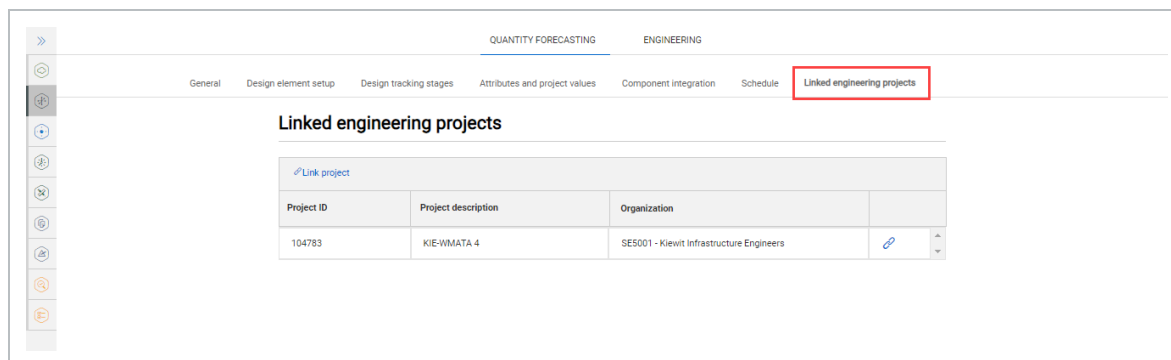 QUANTITY FORECASTING ENGINEERING
General Design element setup Design tracking stages Attributes and project values Component integration Schedule Linked engineering projects
Linked engineering projects
Link project
Project ID Project description Organization
104783 KIE-WMATA 4 SE5001 - Kiewit Infrastructure Engineers